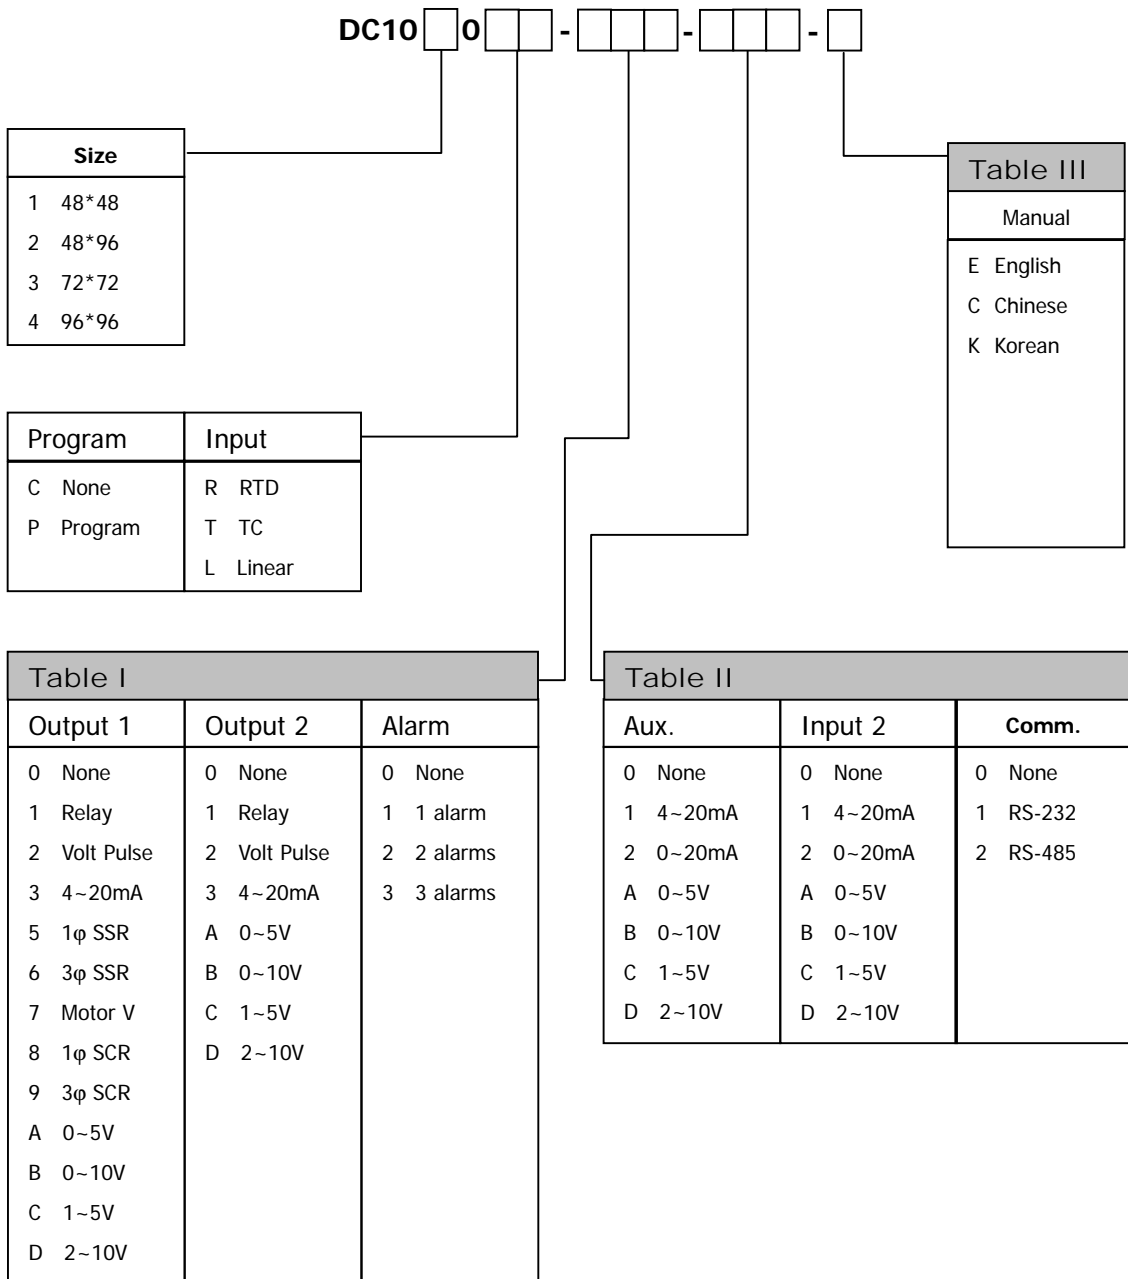 DC10 0 - - -
Size
1 48*48
2 48*96
3 72*72
4 96*96
Table III
Manual
E English
C Chinese
K Korean
Program Input
C None R RTD
P Program T TC
L Linear
Table I
Output 1 Output 2 Alarm
0 None 0 None 0 None
1 Relay 1 Relay 1 1 alarm
2 Volt Pulse 2 Volt Pulse 2 2 alarms
3 4~20mA 3 4~20mA 3 3 alarms
5 1φ SSR A 0~5V
6 3φ SSR B 0~10V
7 Motor V C 1~5V
8 1φ SCR D 2~10V
9 3φ SCR
A 0~5V
B 0~10V
C 1~5V
D 2~10V
Table II
Aux. Input 2 Comm.
0 None 0 None 0 None
1 4~20mA 1 4~20mA 1 RS-232
2 0~20mA 2 0~20mA 2 RS-485
A 0~5V A 0~5V
B 0~10V B 0~10V
C 1~5V C 1~5V
D 2~10V D 2~10V